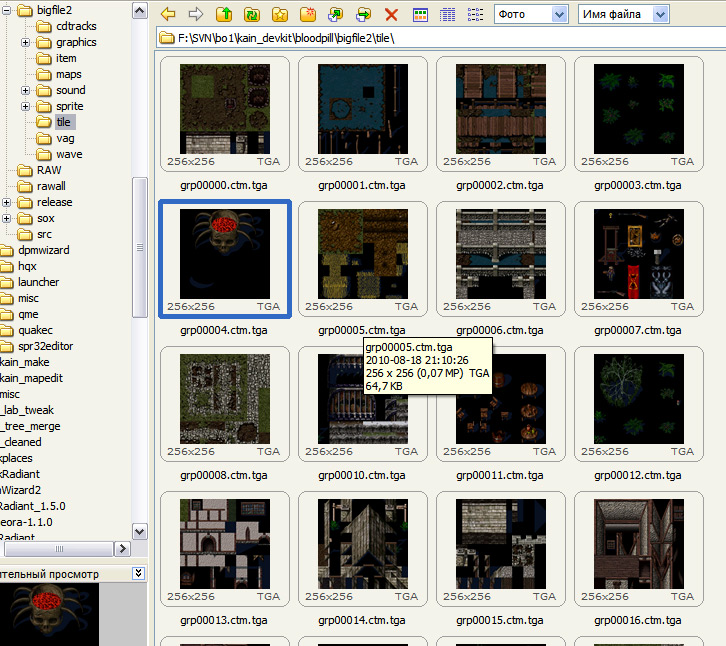 bigfile2
cdtracks
graphics
item
maps
sound
sprite
tile
vag
wave
RAW
rawall
release
sox
src
dpmwizard
hqx
launcher
misc
qme
quakec
spr32editor
kain_make
kain_mapedit
misc
_lab_tweak
_tree_merge
_cleaned
kplaces
kRadiant
Wizard2
Radiant_1.5.0
eora-1.1.0
Radiant
тельный просмотр
Фото
Имя файла
F:\SVN\bo1\kain_devkit\bloodpill\bigfile2\tile\
256x256 TGA 256x256 TGA 256x256 TGA 256x256 TGA
grp00000.ctm.tga grp00001.ctm.tga grp00002.ctm.tga grp00003.ctm.tga
256x256 TGA 256x256 TGA 256x256 TGA 256x256 TGA
grp00004.ctm.tga grp00005.ctm.tga grp00006.ctm.tga grp00007.ctm.tga
grp00005.ctm.tga
2010-08-18 21:10:26
256 x 256 (0,07 MP) TGA
64,7 KB
256x256 TGA 256x256 TGA 256x256 TGA 256x256 TGA
grp00008.ctm.tga grp00010.ctm.tga grp00011.ctm.tga grp00012.ctm.tga
256x256 TGA 256x256 TGA 256x256 TGA 256x256 TGA
grp00013.ctm.tga grp00014.ctm.tga grp00015.ctm.tga grp00016.ctm.tga